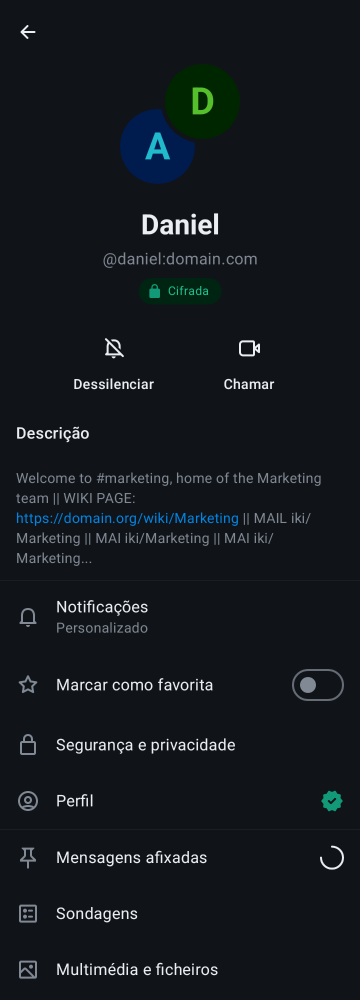 D
A
Daniel
@daniel:domain.com
Cifrada
Dessilenciar
Chamar
Descrição
Welcome to #marketing, home of the Marketing
team || WIKI PAGE:
https://domain.org/wiki/Marketing || MAIL iki/
Marketing || MAI iki/Marketing || MAI iki/
Marketing...
Notificações
Personalizado
Marcar como favorita
Segurança e privacidade
Perfil
Mensagens afixadas
Sondagens
Multimédia e ficheiros